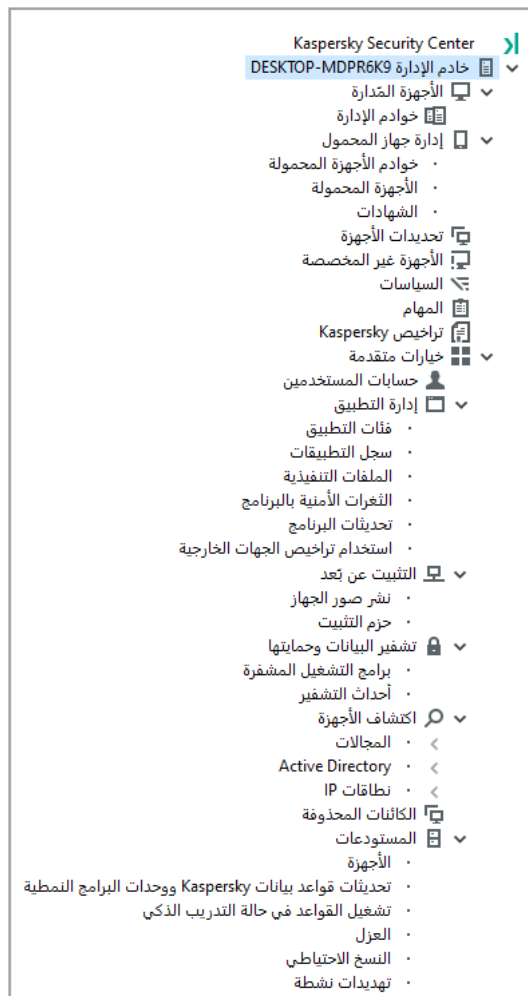 Kaspersky Security Center
خادم الإدارة DESKTOP-MDPR6K9
الأجهزة المُدارة
خوادم الإدارة
إدارة جهاز المحمول
خوادم الأجهزة المحمولة
الأجهزة المحمولة
الشهادات
تحديدات الأجهزة
الأجهزة غير المخصصة
السياسات
المهام
تراخيص Kaspersky
خيارات متقدمة
حسابات المستخدمين
إدارة التطبيق
فئات التطبيق
سجل التطبيقات
الملفات التنفيذية
الثغرات الأمنية بالبرنامج
تحديثات البرنامج
استخدام تراخيص الجهات الخارجية
التثبيت عن بُعد
نشر صور الجهاز
حزم التثبيت
تشفير البيانات وحمايتها
برامج التشغيل المشفرة
أحداث التشفير
اكتشاف الأجهزة
المجالات
Active Directory
نطاقات IP
الكائنات المحذوفة
المستودعات
الأجهزة
تحديثات قواعد بيانات Kaspersky ووحدات البرامج النمطية
تشغيل القواعد في حالة التدريب الذكي
العزل
النسخ الاحتياطي
تهديدات نشطة